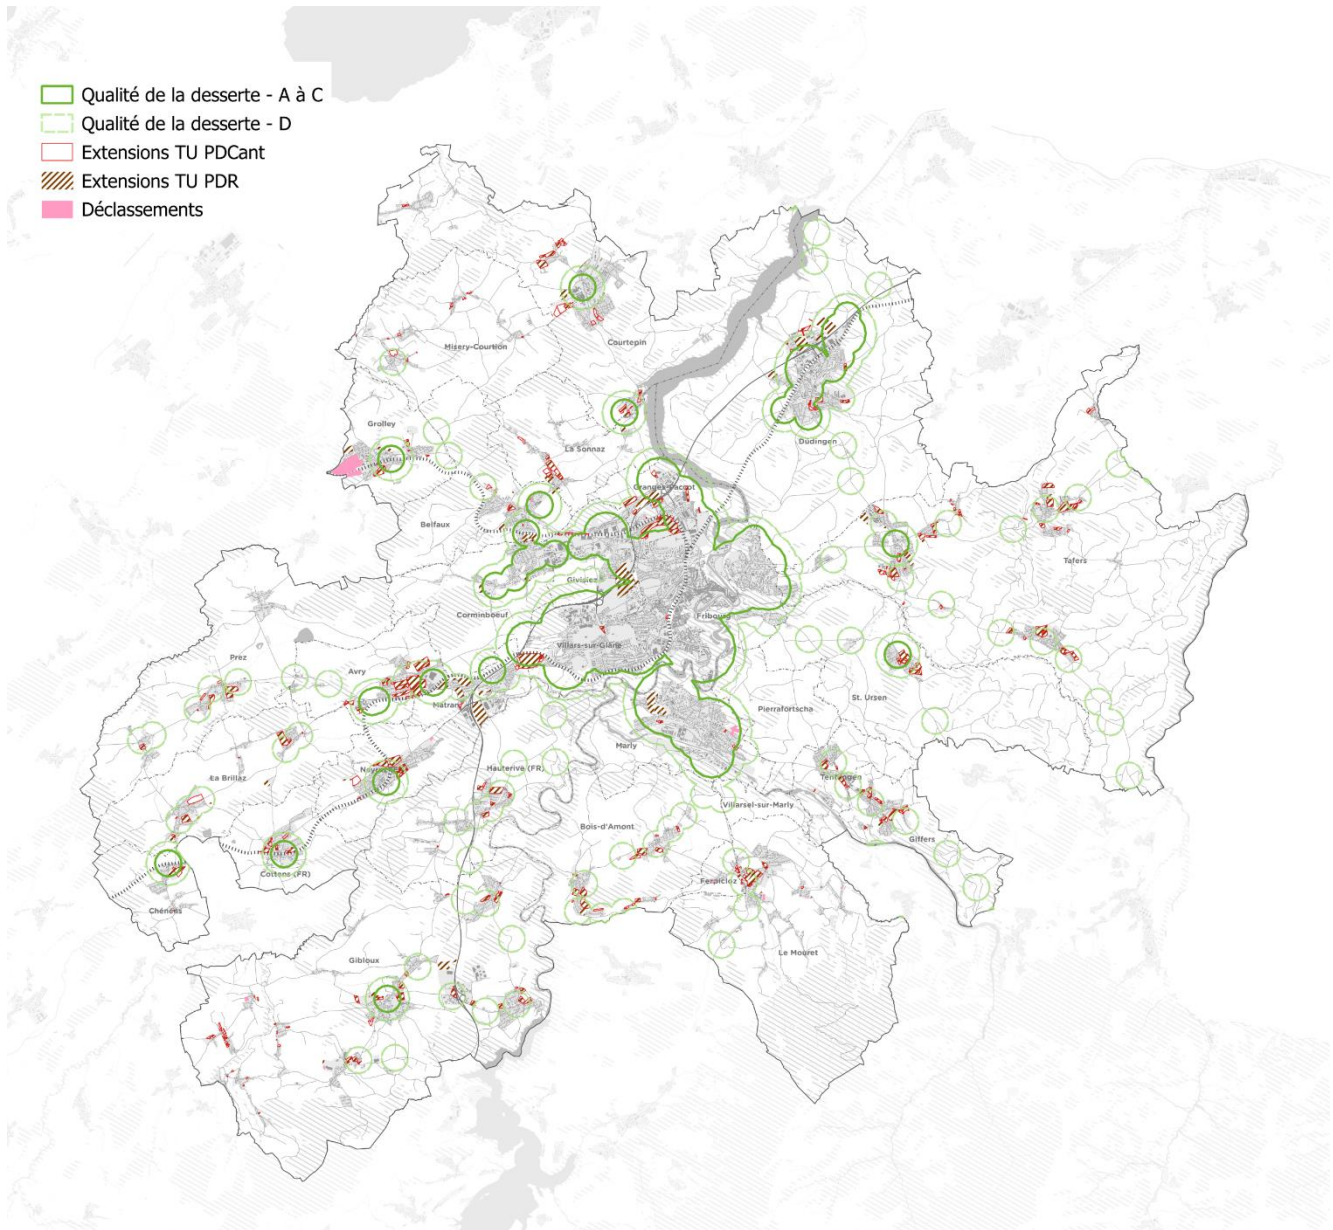 Qualité de la desserte - A à C
Qualité de la desserte - D
Extensions TU PDCant
Extensions TU PDR
Déclassements
Misery-Courtion
Courtepin
Grolley
La Sonnaz
Düdingen
Granges-Paccot
Belfaux
Tafers
Givisiez
Corminboeuf
Fribourg
Villars-sur-Glâne
Prez
Avry
St. Ursen
Matran
Pierrafortscha
Marly
La Brillaz
Neyruz
Hauterive (FR)
Tentlingen
Villarsel-sur-Marly
Bois-d'Amont
Giffers
Cottens (FR)
Ferpicloz
Chénens
Gibloux
Le Mouret